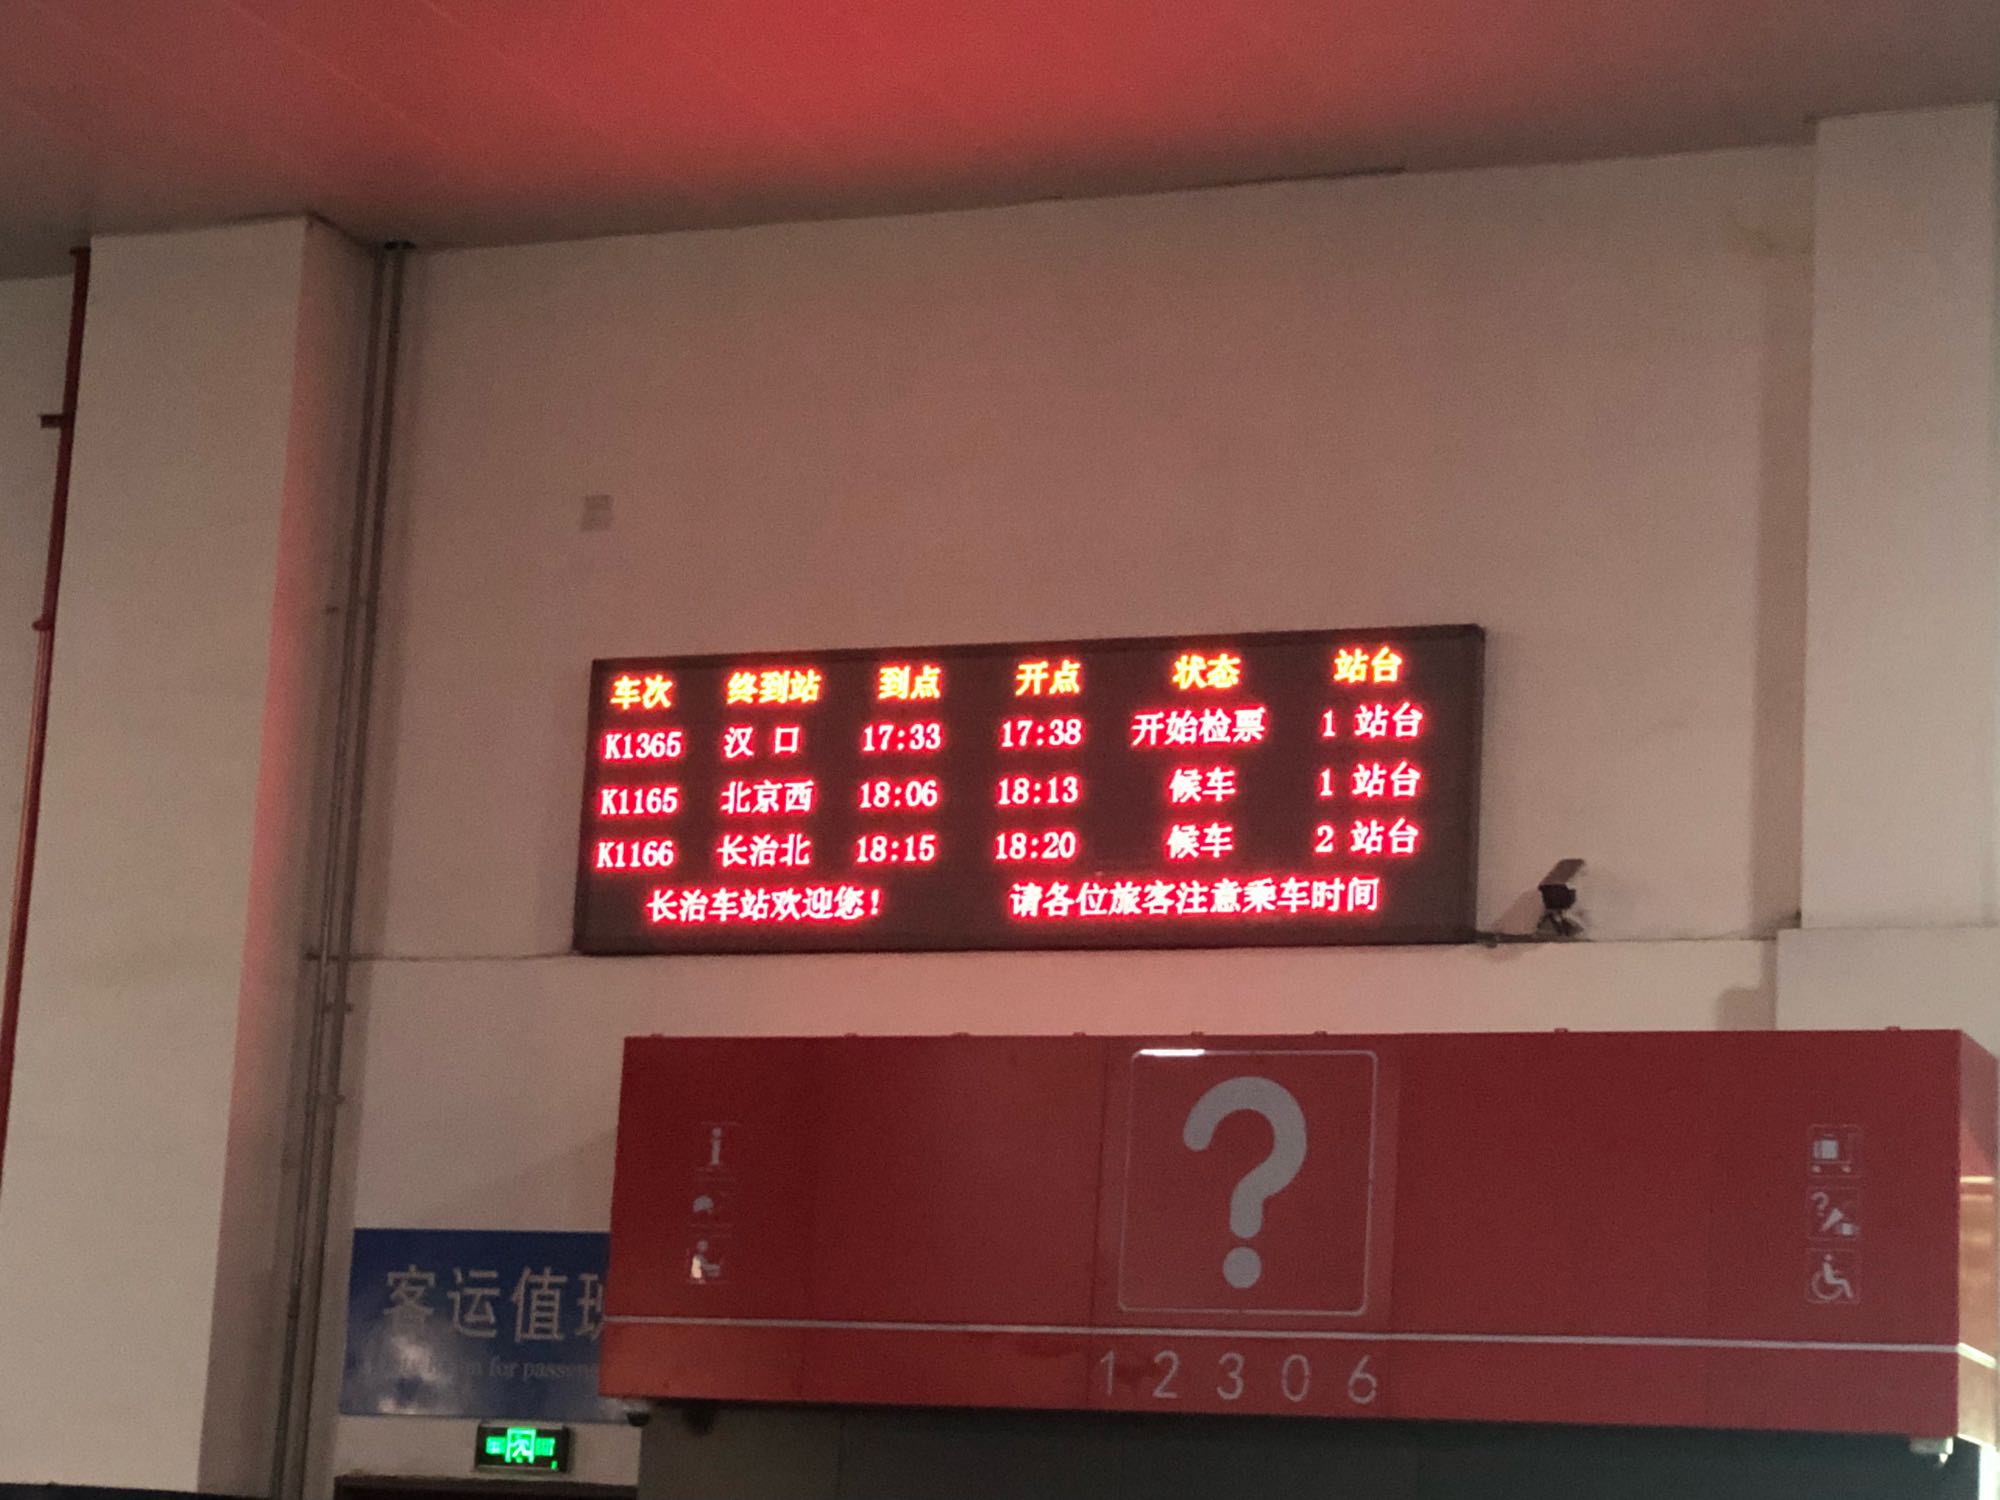 车次 终到站 到点 开点 状态 站台
K1365 汉口 17:33 17:38 开始检票 1 站台
K1165 北京西 18:06 18:13 候车 1 站台
K1166 长治北 18:15 18:20 候车 2 站台
长治车站欢迎您! 请各位旅客注意乘车时间
?
i
?
客运值
for
12306